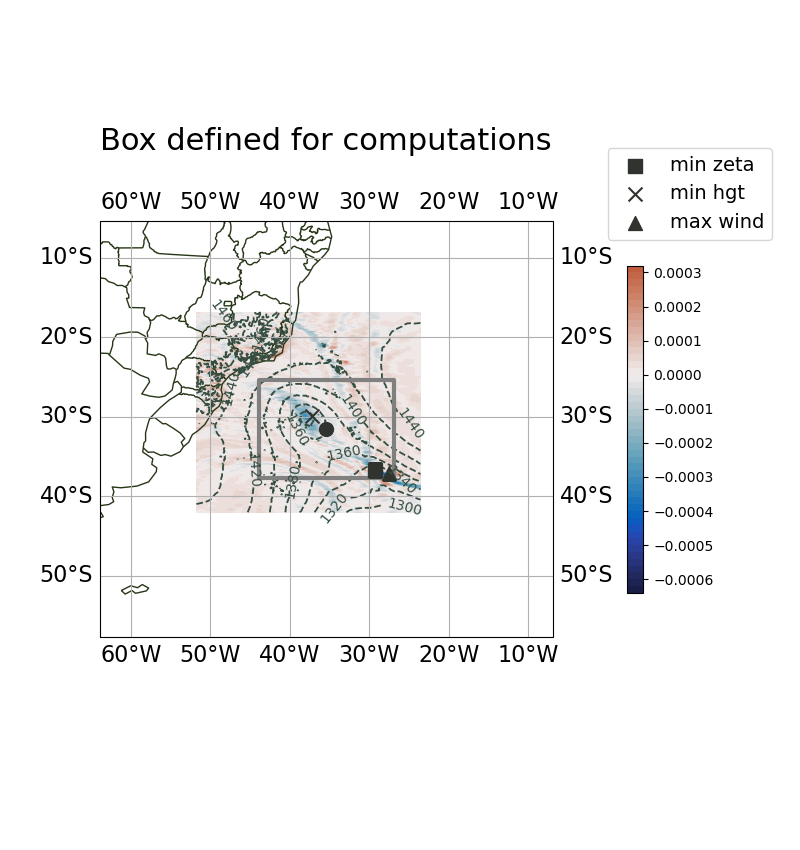 Box defined for computations
min zeta
min hgt
max wind
60°W 50°W 40°W 30°W 20°W 10°W
10°S 10°S
20°S 20°S
30°S 30°S
40°S 40°S
50°S 50°S
60°W 50°W 40°W 30°W 20°W 10°W
0.0003
0.0002
0.0001
0.0000
−0.0001
−0.0002
−0.0003
−0.0004
−0.0005
−0.0006
1400
1440
1360
1360
1380
1320
1300